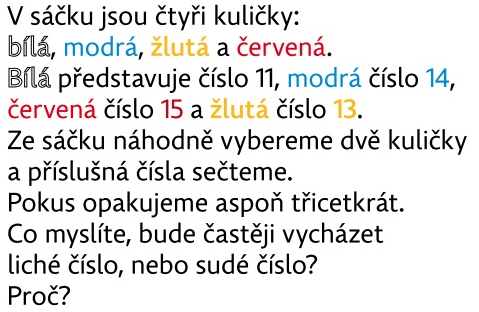 V sáčku jsou čtyři kuličky:
bílá, modrá, žlutá a červená.
Bílá představuje číslo 11, modrá číslo 14,
červená číslo 15 a žlutá číslo 13.
Ze sáčku náhodně vybereme dvě kuličky
a příslušná čísla sečteme.
Pokus opakujeme aspoň třicetkrát.
Co myslíte, bude častěji vycházet
liché číslo, nebo sudé číslo?
Proč?